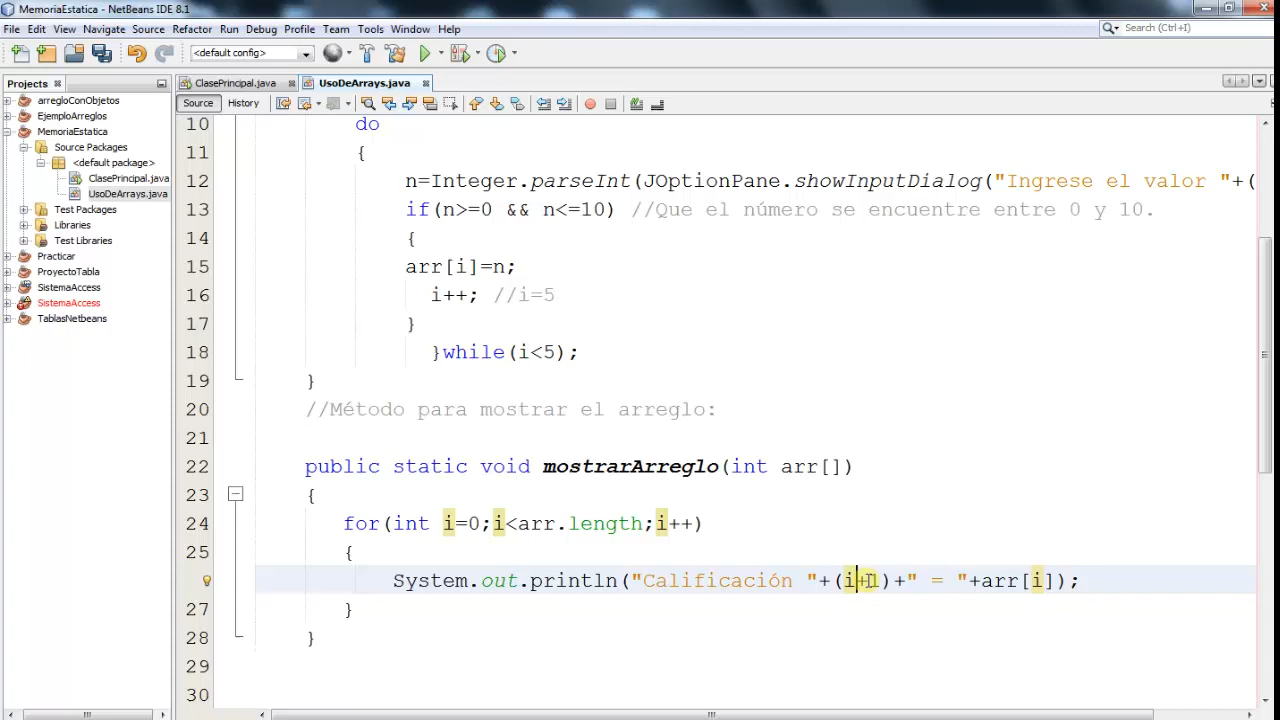 MemoriaEstatica - NetBeans IDE 8.1
File Edit View Navigate Source Refactor Run Debug Profile Team Tools Window Help
Search (Ctrl+I)
<default config>
Projects
ClasePrincipal.java
UsoDeArrays.java
Source History
arregloConObjetos
EjemploArreglos
MemoriaEstatica
Source Packages
<default package>
ClasePrincipal.java
UsoDeArrays.java
Test Packages
Libraries
Test Libraries
Practicar
ProyectoTabla
SistemaAccess
SistemaAccess
TablasNetbeans
10 do
11 {
12 n=Integer.parseInt(JOptionPane.showInputDialog("Ingrese el valor "+(
13 if(n>=0 && n<=10) //Que el número se encuentre entre 0 y 10.
14 {
15 arr[i]=n;
16 i++; //i=5
17 }
18 }while(i<5);
19 }
20 //Método para mostrar el arreglo:
21
22 public static void mostrarArreglo(int arr[])
23 {
24 for(int i=0;i<arr.length;i++)
25 {
System.out.println("Calificación "+(i+1)+" = "+arr[i]);
27 }
28 }
29
30